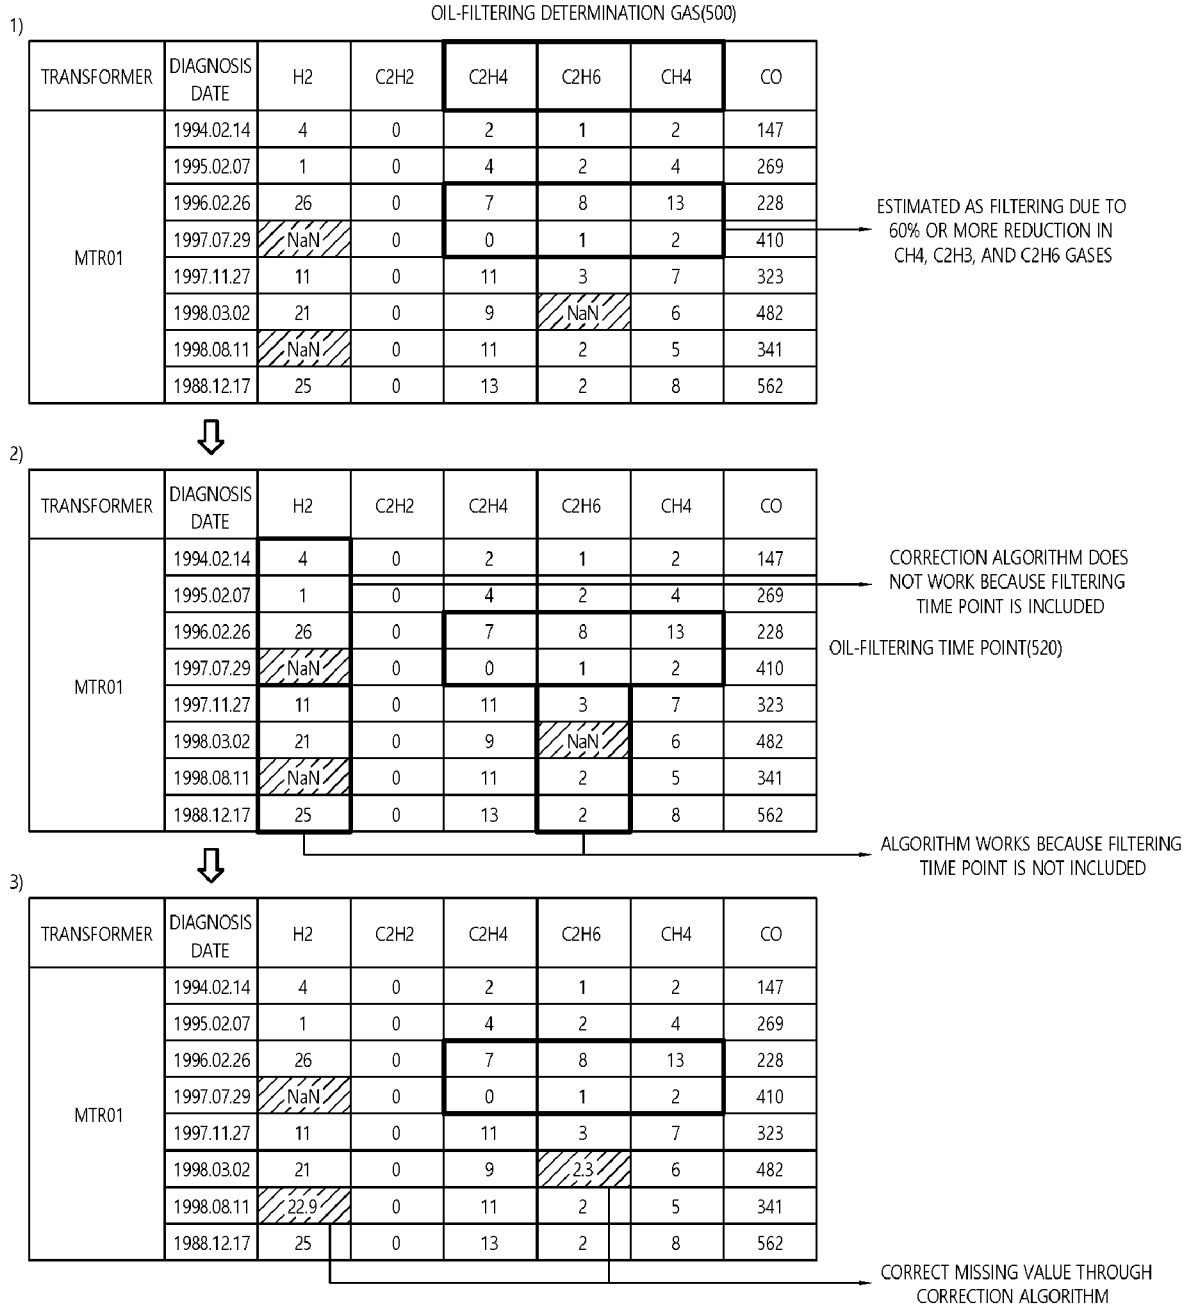 OIL-FILTERING DETERMINATION GAS(500)
1)
TRANSFORMER DIAGNOSIS DATE H2 C2H2 C2H4 C2H6 CH4 CO
MTR01
1994.02.14 4 0 2 1 2 147
1995.02.07 1 0 4 2 4 269
1996.02.26 26 0 7 8 13 228
1997.07.29 NaN 0 0 1 2 410
1997.11.27 11 0 11 3 7 323
1998.03.02 21 0 9 NaN 6 482
1998.08.11 NaN 0 11 2 5 341
1988.12.17 25 0 13 2 8 562
ESTIMATED AS FILTERING DUE TO
60% OR MORE REDUCTION IN
CH4, C2H3, AND C2H6 GASES
2)
TRANSFORMER DIAGNOSIS DATE H2 C2H2 C2H4 C2H6 CH4 CO
MTR01
1994.02.14 4 0 2 1 2 147
1995.02.07 1 0 4 2 4 269
1996.02.26 26 0 7 8 13 228
1997.07.29 NaN 0 0 1 2 410
1997.11.27 11 0 11 3 7 323
1998.03.02 21 0 9 NaN 6 482
1998.08.11 NaN 0 11 2 5 341
1988.12.17 25 0 13 2 8 562
CORRECTION ALGORITHM DOES
NOT WORK BECAUSE FILTERING
TIME POINT IS INCLUDED
OIL-FILTERING TIME POINT(520)
ALGORITHM WORKS BECAUSE FILTERING
TIME POINT IS NOT INCLUDED
3)
TRANSFORMER DIAGNOSIS DATE H2 C2H2 C2H4 C2H6 CH4 CO
MTR01
1994.02.14 4 0 2 1 2 147
1995.02.07 1 0 4 2 4 269
1996.02.26 26 0 7 8 13 228
1997.07.29 NaN 0 0 1 2 410
1997.11.27 11 0 11 3 7 323
1998.03.02 21 0 9 2.3 6 482
1998.08.11 22.9 0 11 2 5 341
1988.12.17 25 0 13 2 8 562
CORRECT MISSING VALUE THROUGH
CORRECTION ALGORITHM